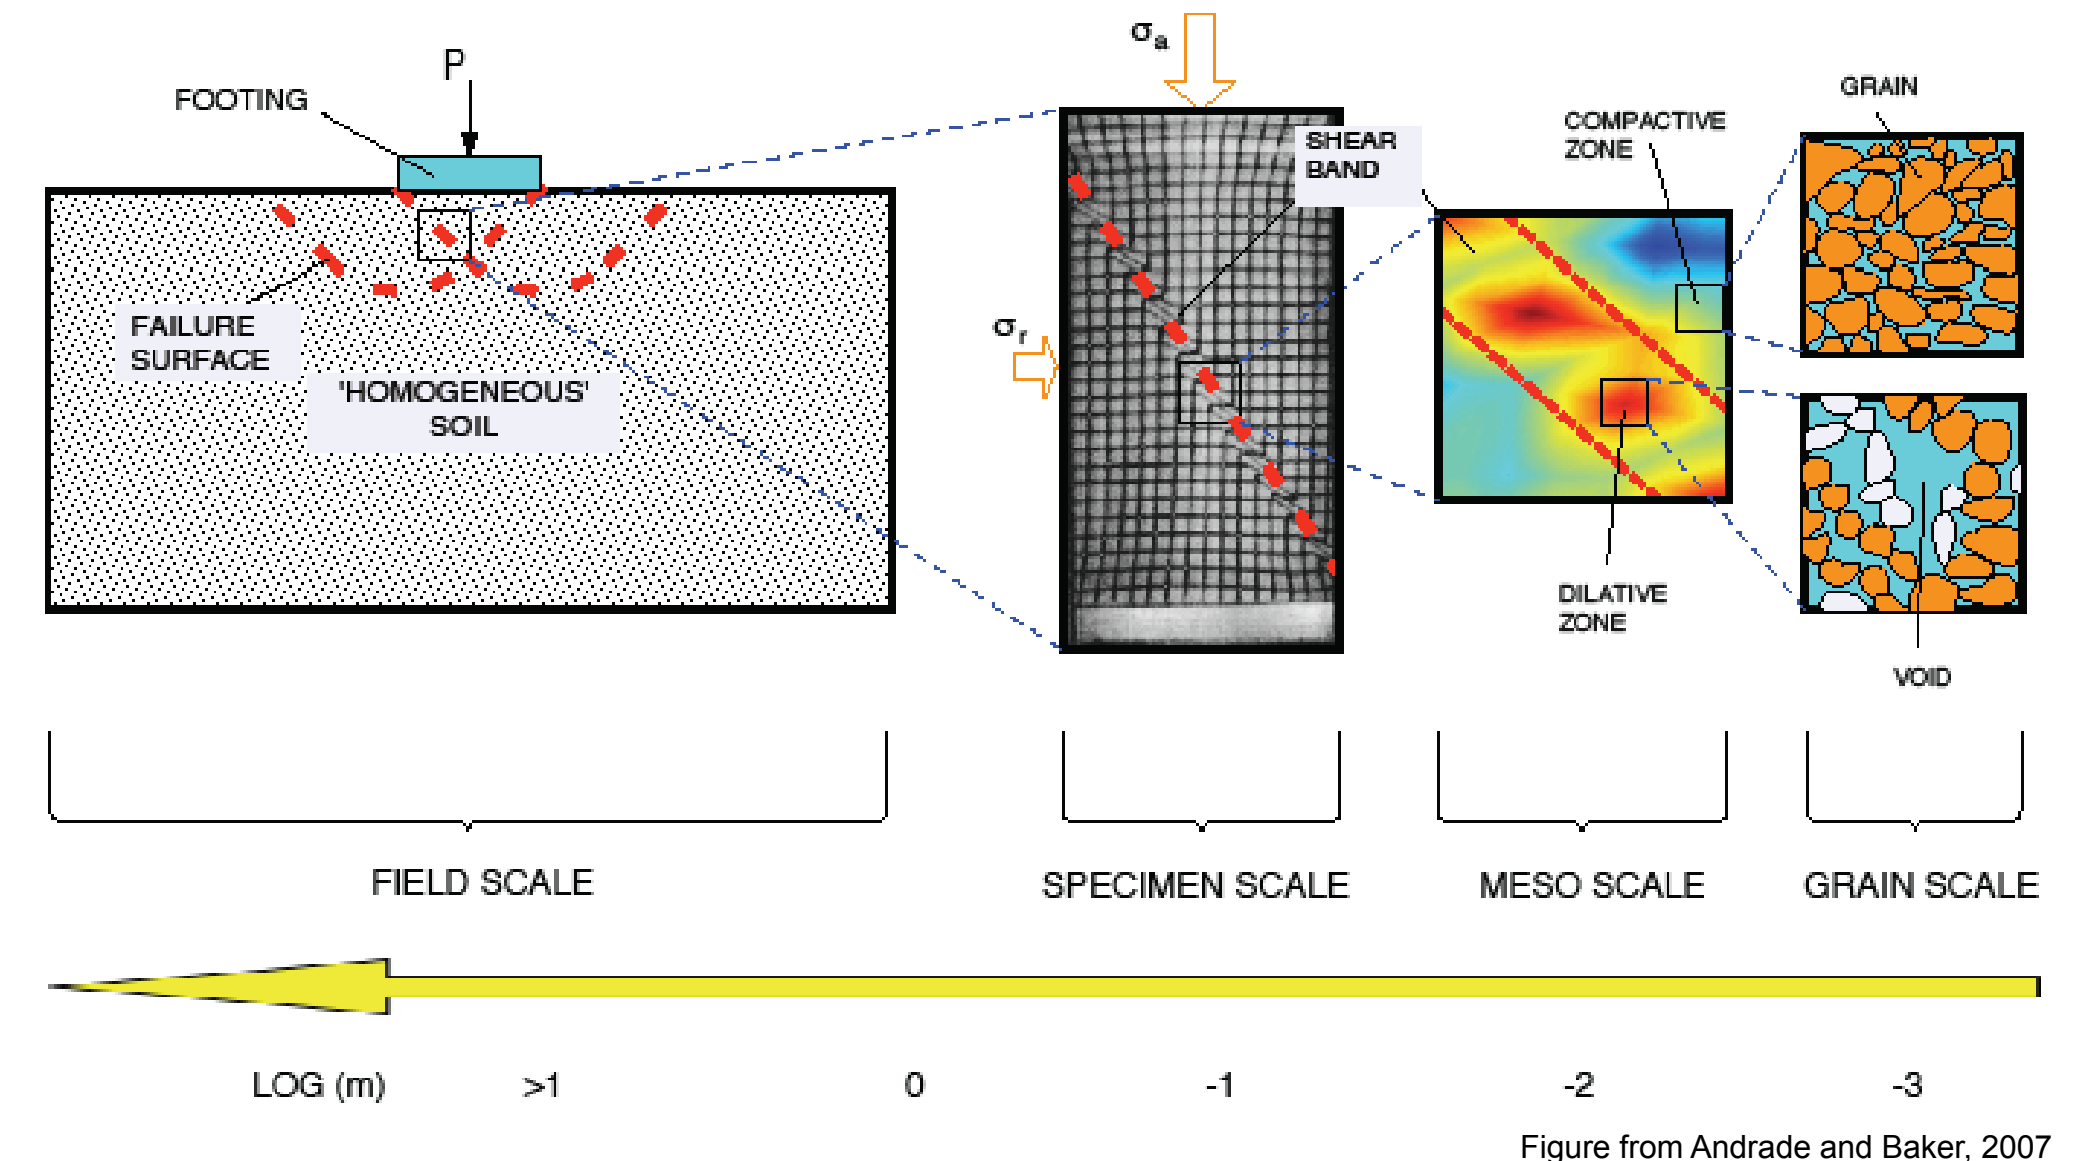 P
FOOTING
FAILURE
SURFACE
'HOMOGENEOUS'
SOIL
σa
σr
SHEAR
BAND
COMPACTIVE
ZONE
DILATIVE
ZONE
GRAIN
VOID
FIELD SCALE
SPECIMEN SCALE
MESO SCALE
GRAIN SCALE
LOG (m) >1 0 -1 -2 -3
Figure from Andrade and Baker, 2007